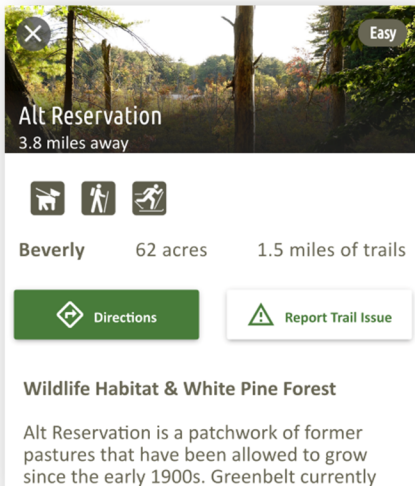 Easy
Alt Reservation
3.8 miles away
Beverly 62 acres 1.5 miles of trails
Directions Report Trail Issue
Wildlife Habitat & White Pine Forest
Alt Reservation is a patchwork of former
pastures that have been allowed to grow
since the early 1900s. Greenbelt currently